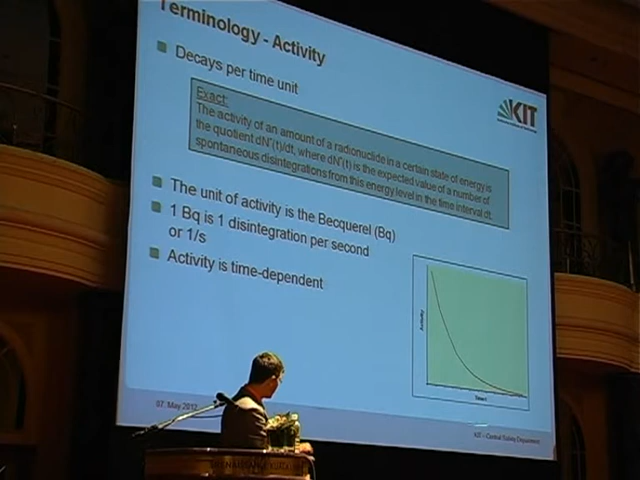 Terminology - Activity
Decays per time unit
KIT
Exact:
The activity of an amount of a radionuclide in a certain state of energy is
the quotient dN*(t)/dt, where dN*(t) is the expected value of a number of
spontaneous disintegrations from this energy level in the time interval dt.
The unit of activity is the Becquerel (Bq)
1 Bq is 1 disintegration per second
or 1/s
Activity is time-dependent
Activity
Time t
07. May 2012
KIT – Central Safety Department